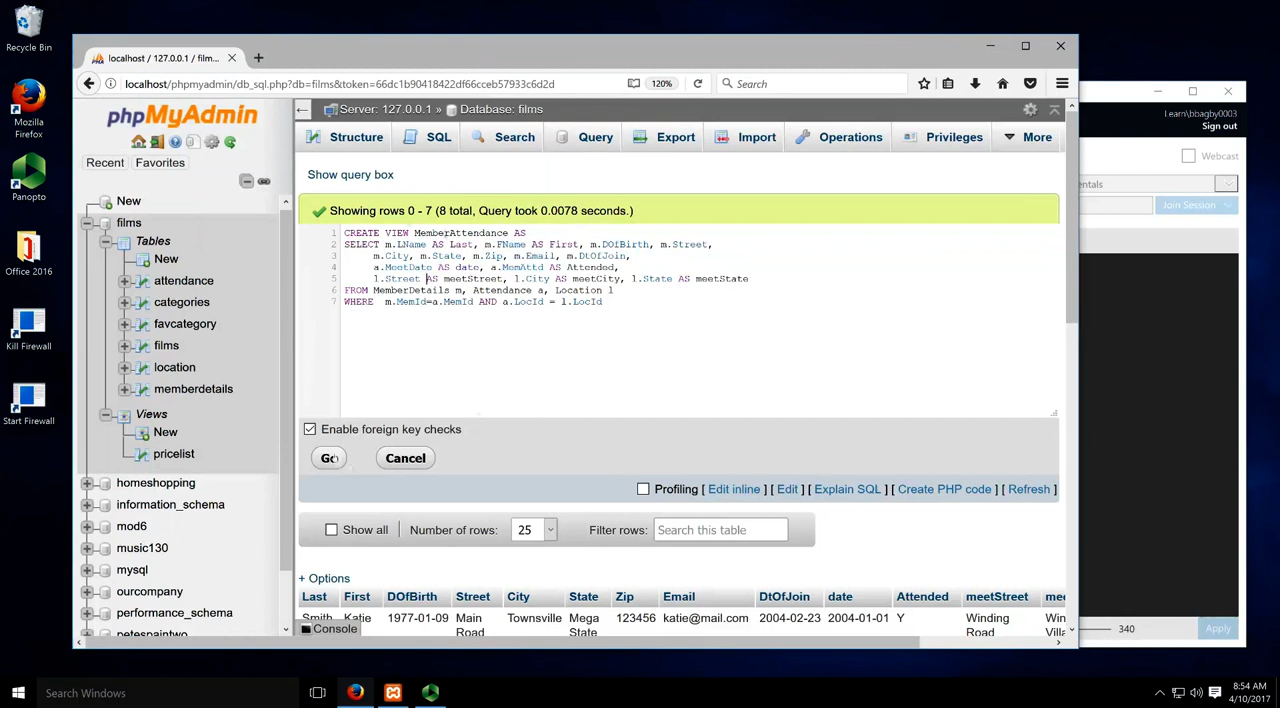 Recycle Bin
Mozilla
Firefox
Panopto
Office 2016
Kill Firewall
Start Firewall
localhost / 127.0.0.1 / film...
localhost/phpmyadmin/db_sql.php?db=films&token=66dc1b90418422df66cceb57933c6d2d
120%
Search
phpMyAdmin
Recent
Favorites
New
films
Tables
New
attendance
categories
favcategory
films
location
memberdetails
Views
New
pricelist
homeshopping
information_schema
mod6
music130
mysql
ourcompany
performance_schema
petespaintwo
Server: 127.0.0.1 » Database: films
Structure
SQL
Search
Query
Export
Import
Operations
Privileges
More
Show query box
Showing rows 0 - 7 (8 total, Query took 0.0078 seconds.)
1 CREATE VIEW MemberAttendance AS
2 SELECT m.LName AS Last, m.FName AS First, m.DOfBirth, m.Street,
3 m.City, m.State, m.Zip, m.Email, m.DtOfJoin,
4 a.MeetDate AS date, a.MemAttd AS Attended,
5 l.Street AS meetStreet, l.City AS meetCity, l.State AS meetState
6 FROM MemberDetails m, Attendance a, Location l
7 WHERE m.MemId=a.MemId AND a.LocId = l.LocId
Enable foreign key checks
Go
Cancel
Profiling [ Edit inline ] [ Edit ] [ Explain SQL ] [ Create PHP code ] [ Refresh ]
Show all
Number of rows:
25
Filter rows:
Search this table
+ Options
Last First DOfBirth Street City State Zip Email DtOfJoin date Attended meetStreet
Smith Katie 1977-01-09 Main Townsville Mega 123456 katie@mail.com 2004-02-23 2004-01-01 Y Winding
Road State Road
Console
Learn\bbagby0003
Sign out
Webcast
Join Session
340
Apply
Search Windows
8:54 AM
4/10/2017